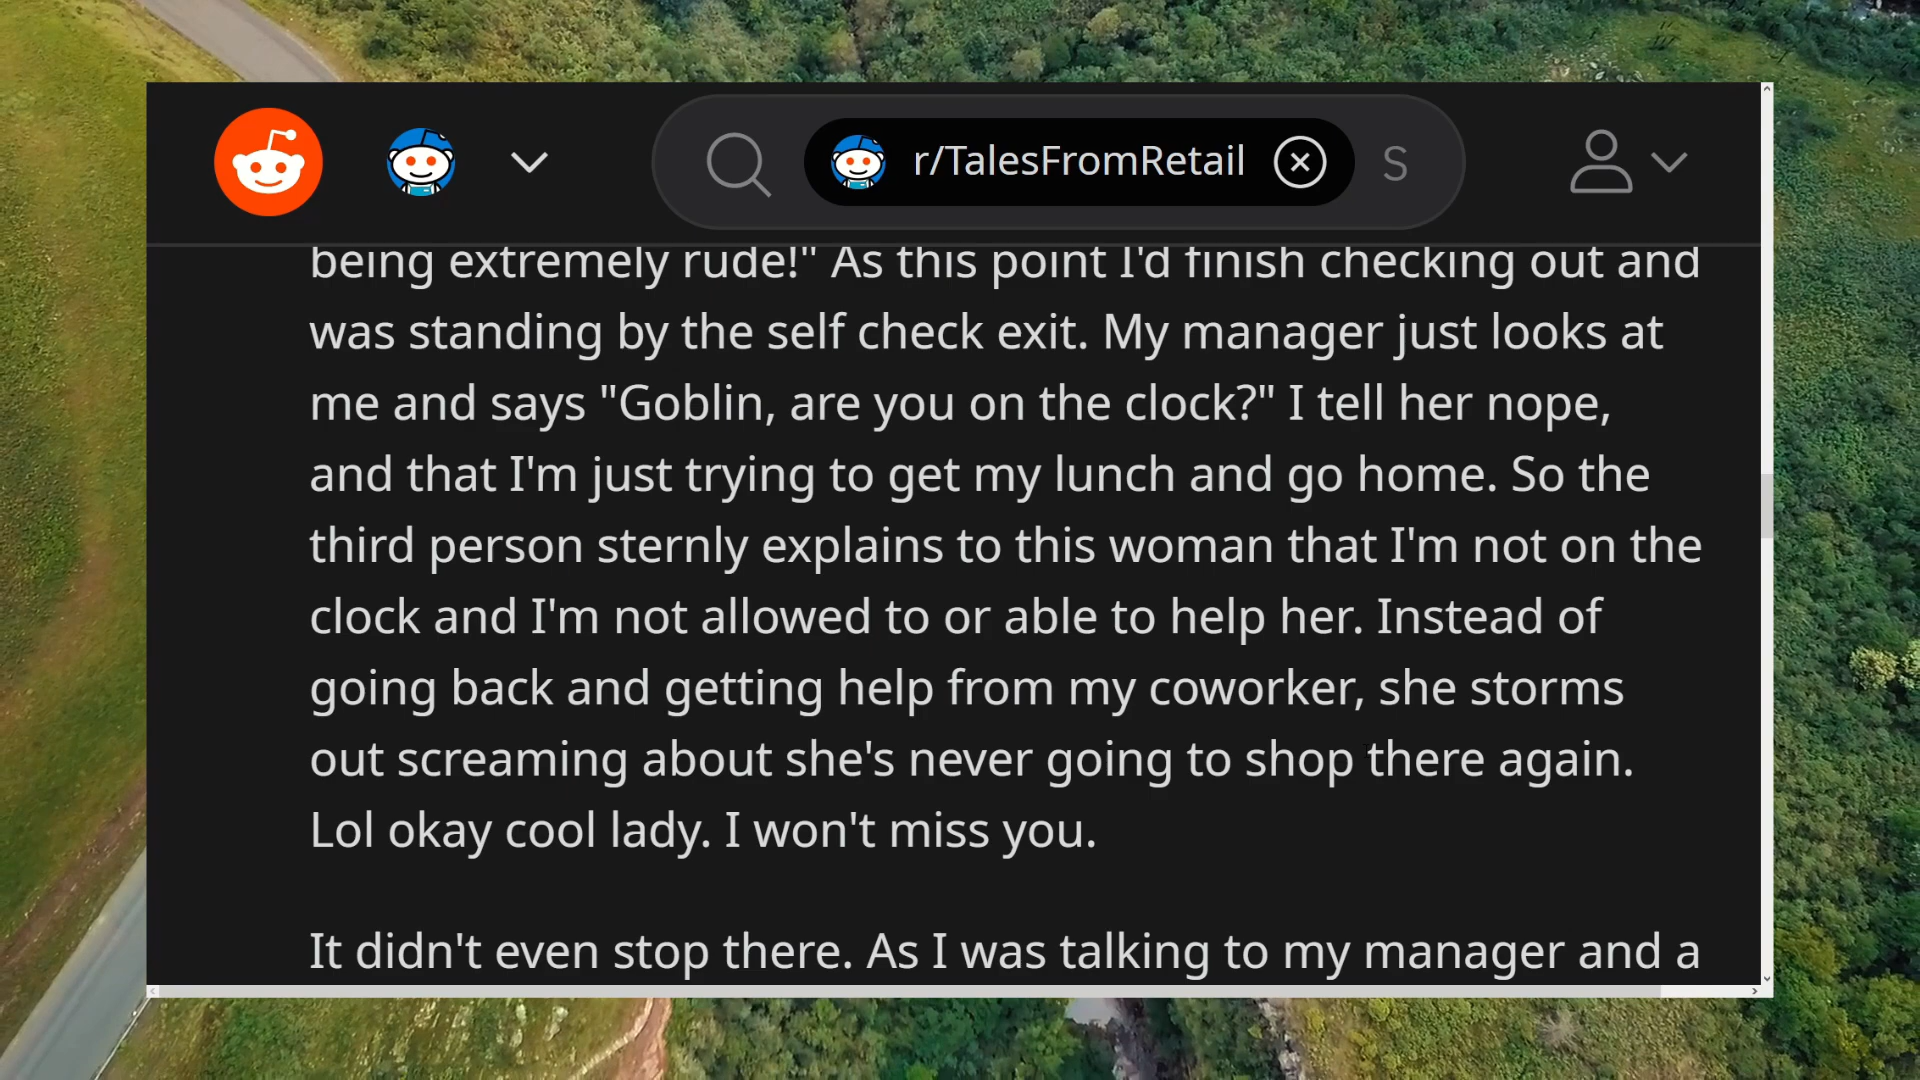 r/TalesFromRetail
S
being extremely rude!" As this point I'd finish checking out and
was standing by the self check exit. My manager just looks at
me and says "Goblin, are you on the clock?" I tell her nope,
and that I'm just trying to get my lunch and go home. So the
third person sternly explains to this woman that I'm not on the
clock and I'm not allowed to or able to help her. Instead of
going back and getting help from my coworker, she storms
out screaming about she's never going to shop there again.
Lol okay cool lady. I won't miss you.
It didn't even stop there. As I was talking to my manager and a